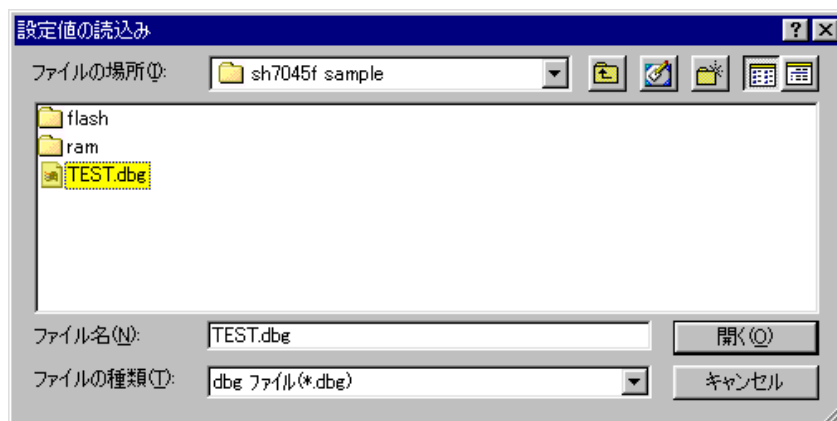 設定値の読込み
ファイルの場所(I):
sh7045f sample
flash
ram
TEST.dbg
ファイル名(N):
TEST.dbg
開く(O)
ファイルの種類(T):
dbg ファイル(*.dbg)
キャンセル